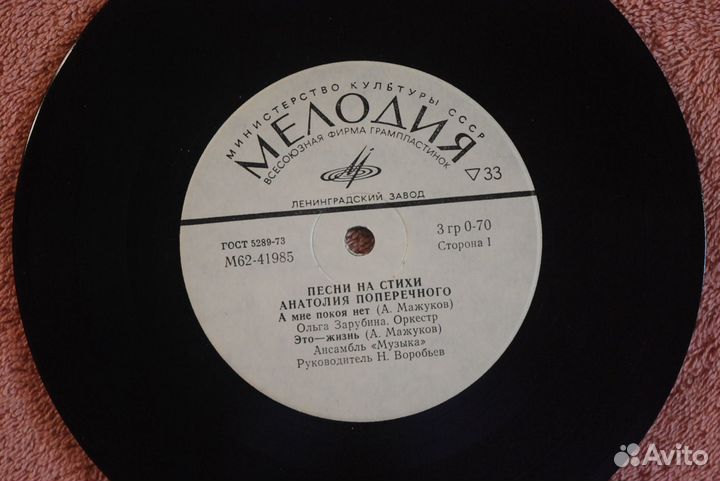 МИНИСТЕРСТВО КУЛЬТУРЫ СССР
МЕЛОДИЯ
ВСЕСОЮЗНАЯ ФИРМА ГРАМПЛАСТИНОК
▽33
ЛЕНИНГРАДСКИЙ ЗАВОД
ГОСТ 5289-73
М62-41985
3 гр 0-70
Сторона 1
ПЕСНИ НА СТИХИ
АНАТОЛИЯ ПОПЕРЕЧНОГО
А мне покоя нет (А. Мажуков)
Ольга Зарубина. Оркестр
Это—жизнь (А. Мажуков)
Ансамбль «Музыка»
Руководитель Н. Воробьев
Avito